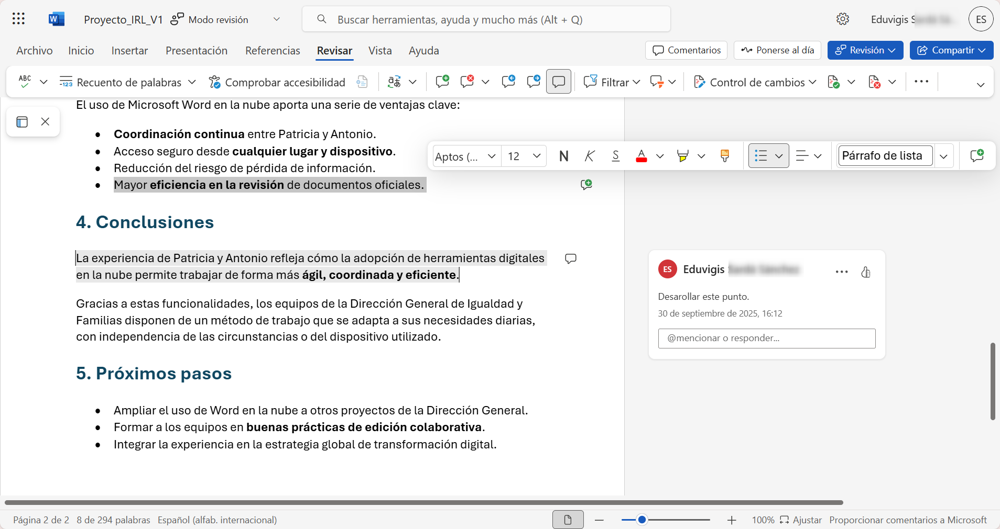 Proyecto_IRL_V1 Modo revisión
Buscar herramientas, ayuda y mucho más (Alt + Q)
Eduvigis
ES
Archivo Inicio Insertar Presentación Referencias Revisar Vista Ayuda
Comentarios Ponerse al día Revisión Compartir
ABC -123 Recuento de palabras Comprobar accesibilidad Filtrar Control de cambios
El uso de Microsoft Word en la nube aporta una serie de ventajas clave:
• Coordinación continua entre Patricia y Antonio.
• Acceso seguro desde cualquier lugar y dispositivo.
• Reducción del riesgo de pérdida de información.
• Mayor eficiencia en la revisión de documentos oficiales.
Aptos (... 12 N K S A Párrafo de lista
4. Conclusiones
La experiencia de Patricia y Antonio refleja cómo la adopción de herramientas digitales
en la nube permite trabajar de forma más ágil, coordinada y eficiente.
Gracias a estas funcionalidades, los equipos de la Dirección General de Igualdad y
Familias disponen de un método de trabajo que se adapta a sus necesidades diarias,
con independencia de las circunstancias o del dispositivo utilizado.
5. Próximos pasos
• Ampliar el uso de Word en la nube a otros proyectos de la Dirección General.
• Formar a los equipos en buenas prácticas de edición colaborativa.
• Integrar la experiencia en la estrategia global de transformación digital.
ES Eduvigis
Desarollar este punto.
30 de septiembre de 2025, 16:12
@mencionar o responder...
Página 2 de 2 8 de 294 palabras Español (alfab. internacional)
100% Ajustar Proporcionar comentarios a Microsoft